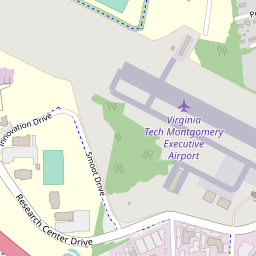 Virginia
Tech Montgomery
Executive
Airport
Innovation Drive
Smoot Drive
Research Center Drive